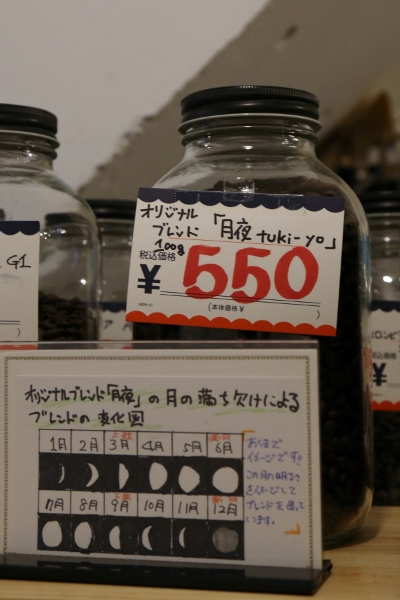 オリジナル
ブレンド「月夜 tuki-yo」
100g
税込価格
¥ 550
(本体価格 ¥ )
G1
( )
¥
オリジナルブレンド「月夜」の月の満ち欠けによる
ブレンドの変化図
1月 2月 3月 4月 5月 6月
7月 8月 9月 10月 11月 12月
あくまで
イメージです
この月の明るさ
をイメージして
ブレンドを造って
います。